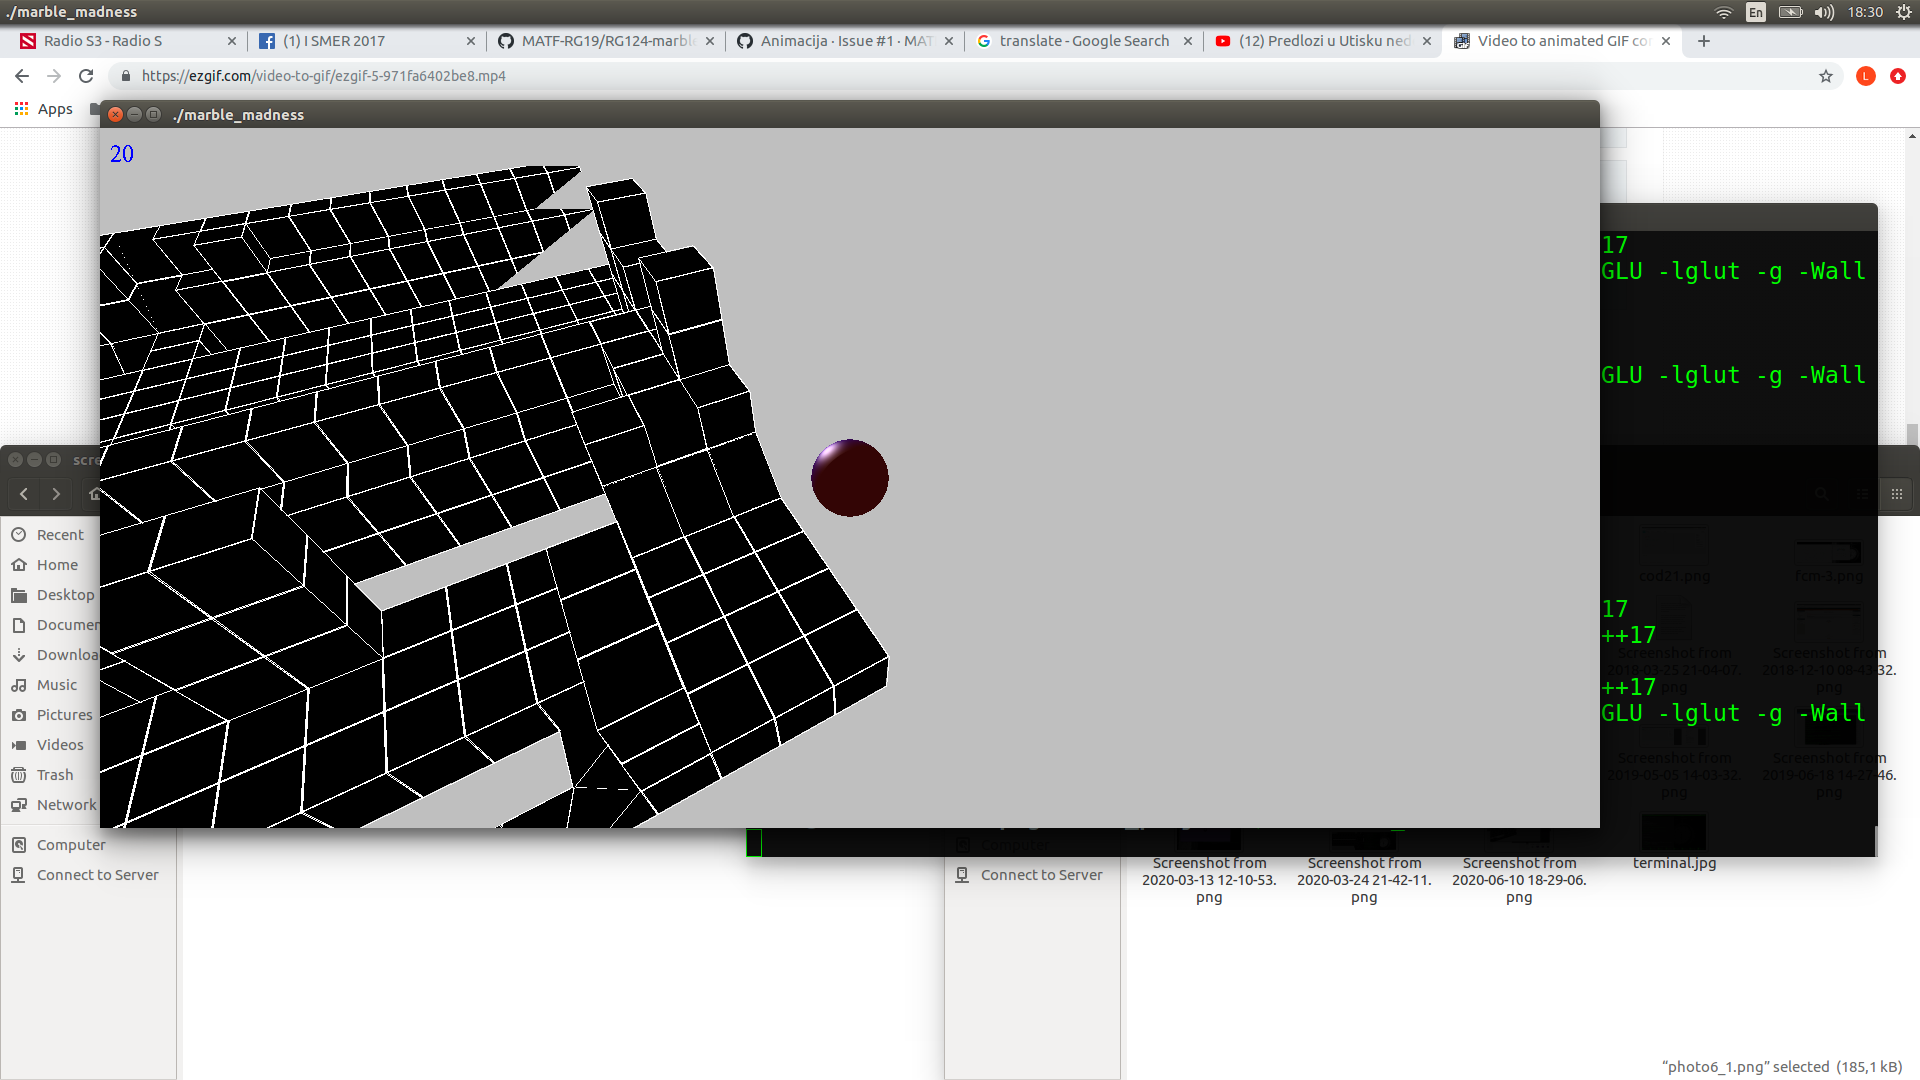 ./marble_madness
En
18:30
Radio S3 - Radio S
(1) I SMER 2017
MATF-RG19/RG124-marble
Animacija · Issue #1 · MAT
translate - Google Search
(12) Predlozi u Utisku ned
Video to animated GIF co
https://ezgif.com/video-to-gif/ezgif-5-971fa6402be8.mp4
L
Apps
./marble_madness
20
17
GLU -lglut -g -Wall
GLU -lglut -g -Wall
17
++17
++17
GLU -lglut -g -Wall
scre
Recent
Home
Desktop
Documen
Downloa
Music
Pictures
Videos
Trash
Network
Computer
Connect to Server
cod21.png
fcm-3.png
Screenshot from
2018-03-25 21-04-07.
png
Screenshot from
2018-12-10 08-43-32.
png
Screenshot from
2019-05-05 14-03-32.
png
Screenshot from
2019-06-18 14-27-46.
png
Computer
Connect to Server
Screenshot from
2020-03-13 12-10-53.
png
Screenshot from
2020-03-24 21-42-11.
png
Screenshot from
2020-06-10 18-29-06.
png
terminal.jpg
“photo6_1.png” selected (185,1 kB)